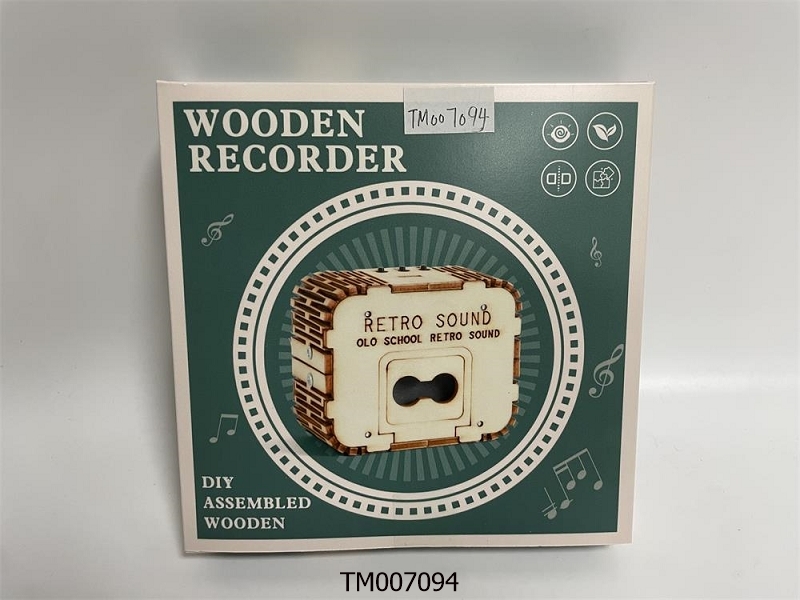 TM007094
WOODEN
RECORDER
RETRO SOUND
OLO SCHOOL RETRO SOUND
DIY
ASSEMBLED
WOODEN
TM007094